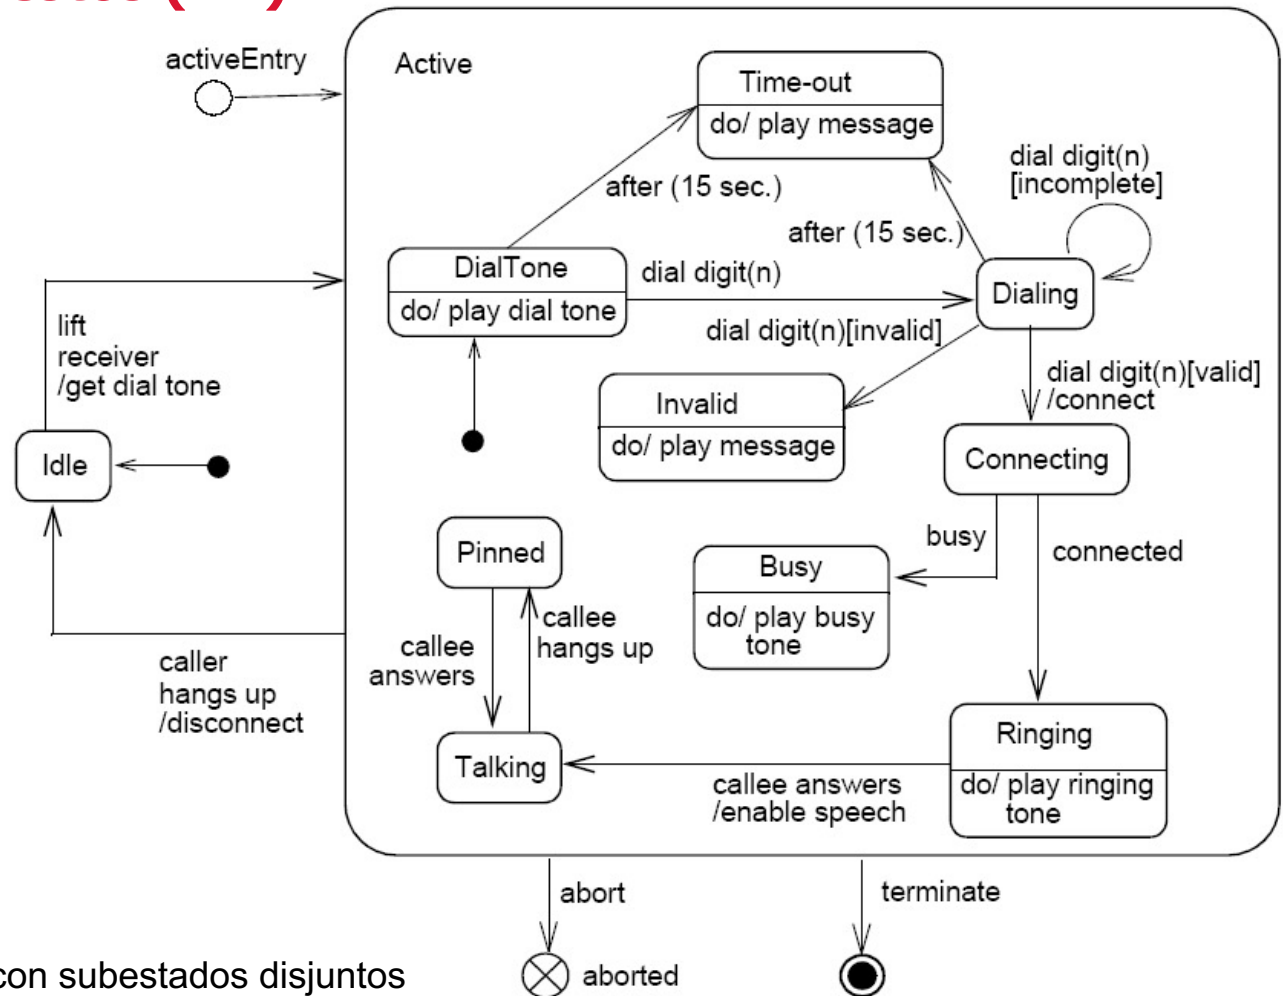 activeEntry
Active
Time-out
do/ play message
dial digit(n)
[incomplete]
after (15 sec.)
after (15 sec.)
DialTone
do/ play dial tone
dial digit(n)
Dialing
lift
receiver
/get dial tone
dial digit(n)[invalid]
dial digit(n)[valid]
/connect
Invalid
do/ play message
Idle
Connecting
Pinned
busy
connected
Busy
do/ play busy
tone
callee
hangs up
callee
answers
caller
hangs up
/disconnect
Talking
Ringing
do/ play ringing
tone
callee answers
/enable speech
abort
terminate
aborted
con subestados disjuntos